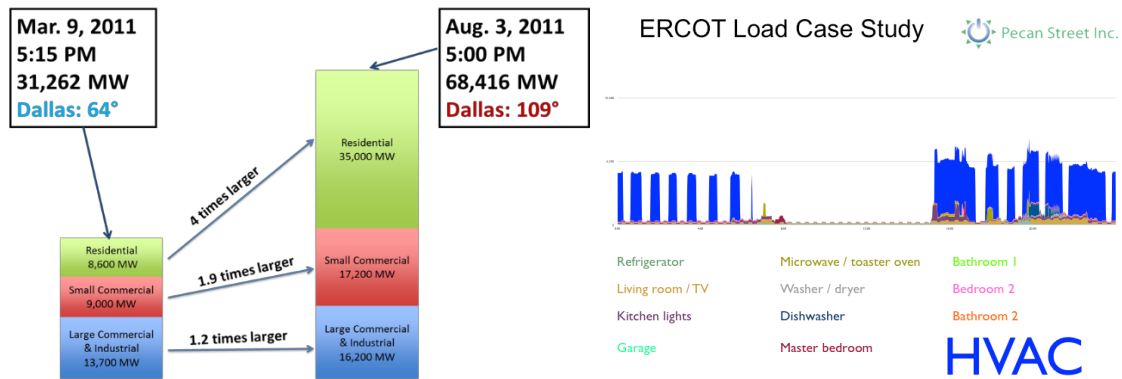 Mar. 9, 2011
5:15 PM
31,262 MW
Dallas: 64°
Aug. 3, 2011
5:00 PM
68,416 MW
Dallas: 109°
Residential
8,600 MW
Small Commercial
9,000 MW
Large Commercial
& Industrial
13,700 MW
4 times larger
1.9 times larger
1.2 times larger
Residential
35,000 MW
Small Commercial
17,200 MW
Large Commercial
& Industrial
16,200 MW
ERCOT Load Case Study
Pecan Street Inc.
Refrigerator
Microwave / toaster oven
Bathroom 1
Living room / TV
Washer / dryer
Bedroom 2
Kitchen lights
Dishwasher
Bathroom 2
Garage
Master bedroom
HVAC